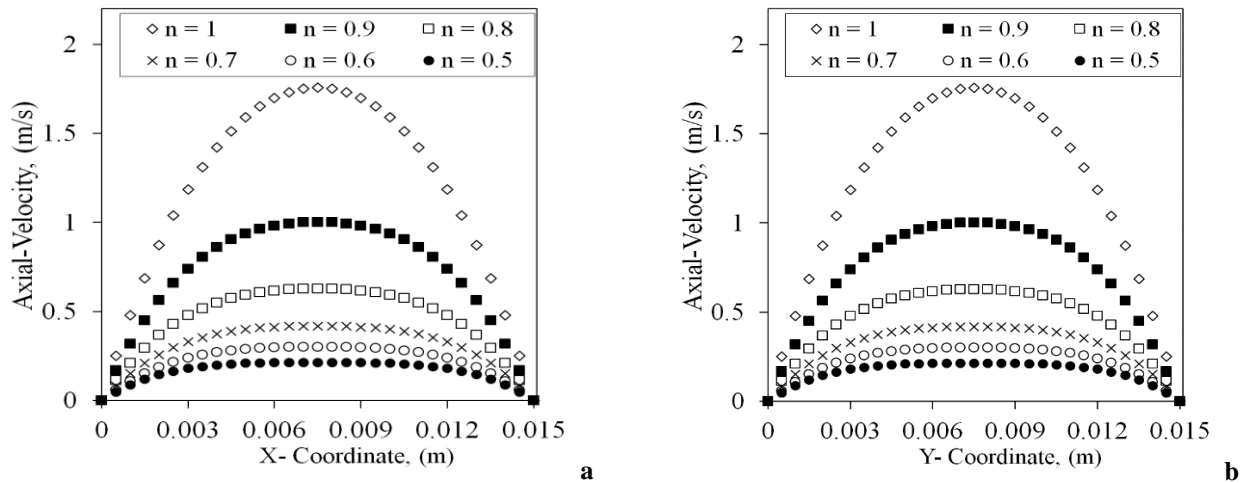 n = 1 n = 0.9 n = 0.8
n = 0.7 n = 0.6 n = 0.5
2
1.5
1
0.5
0
Axial-Velocity, (m/s)
0 0.003 0.006 0.009 0.012 0.015
X- Coordinate, (m)
a
n = 1 n = 0.9 n = 0.8
n = 0.7 n = 0.6 n = 0.5
2
1.5
1
0.5
0
Axial-Velocity, (m/s)
0 0.003 0.006 0.009 0.012 0.015
Y- Coordinate, (m)
b